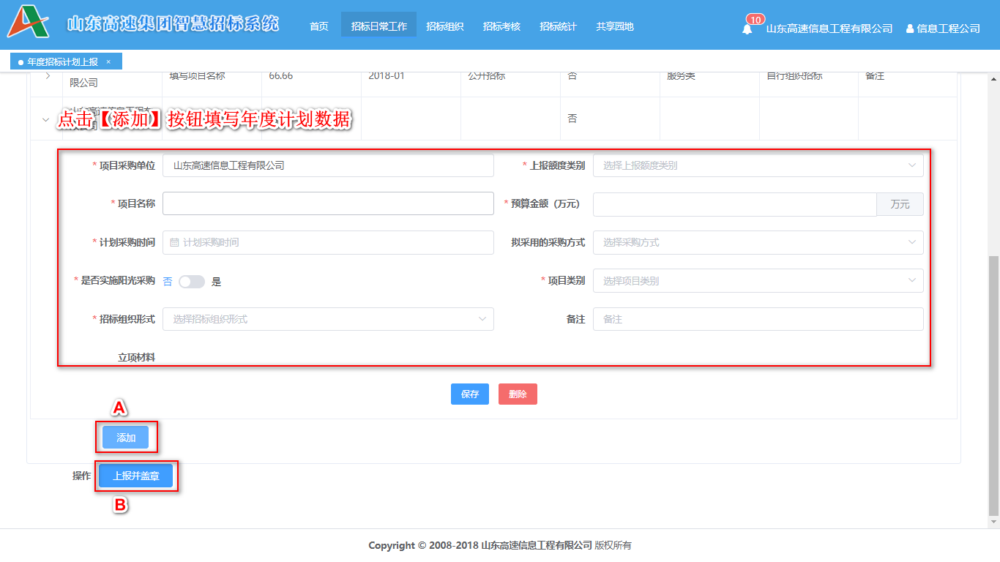 山东高速集团智慧招标系统
首页 招标日常工作 招标组织 招标考核 招标统计 共享园地
10
山东高速信息工程有限公司 信息工程公司
年度招标计划上报 ×
限公司 填写项目名称 66.66 2018-01 公开招标 否 服务类 自行组织招标 备注
否
点击【添加】按钮填写年度计划数据
* 项目采购单位 山东高速信息工程有限公司 * 上报额度类别 选择上报额度类别
* 项目名称 * 预算金额（万元） 万元
* 计划采购时间 计划采购时间 拟采用的采购方式 选择采购方式
* 是否实施阳光采购 否 是 * 项目类别 选择项目类别
* 招标组织形式 选择招标组织形式 备注 备注
立项材料
保存 删除
A
添加
操作 上报并盖章
B
Copyright © 2008-2018 山东高速信息工程有限公司 版权所有